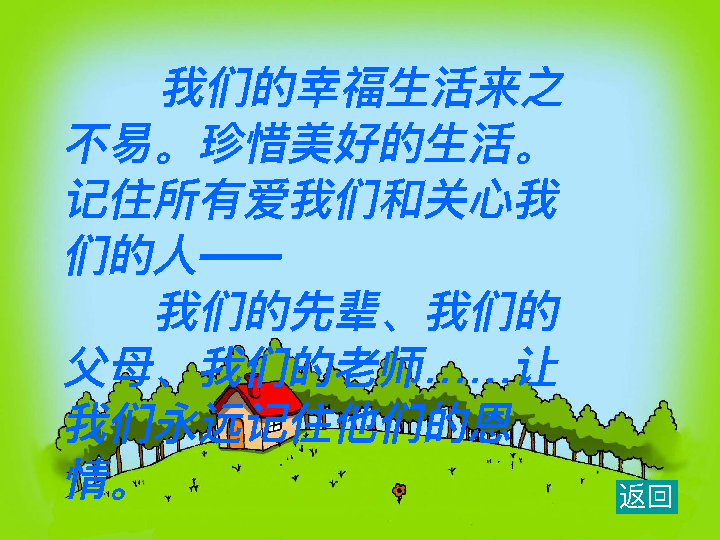 我们的幸福生活来之
不易。珍惜美好的生活。
记住所有爱我们和关心我
们的人——
我们的先辈、我们的
父母、我们的老师……让
我们永远记住他们的恩
情。
返回